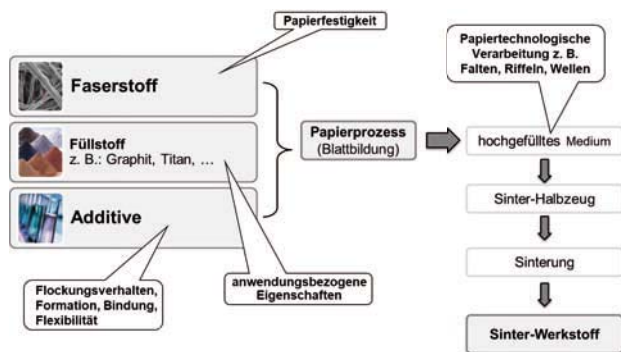 Papierfestigkeit
Faserstoff
Füllstoff
z. B.: Graphit, Titan, ...
Additive
Flockungsverhalten,
Formation, Bindung,
Flexibilität
anwendungsbezogene
Eigenschaften
Papierprozess
(Blattbildung)
Papiertechnologische
Verarbeitung z. B.
Falten, Riffeln, Wellen
hochgefülltes Medium
Sinter-Halbzeug
Sinterung
Sinter-Werkstoff